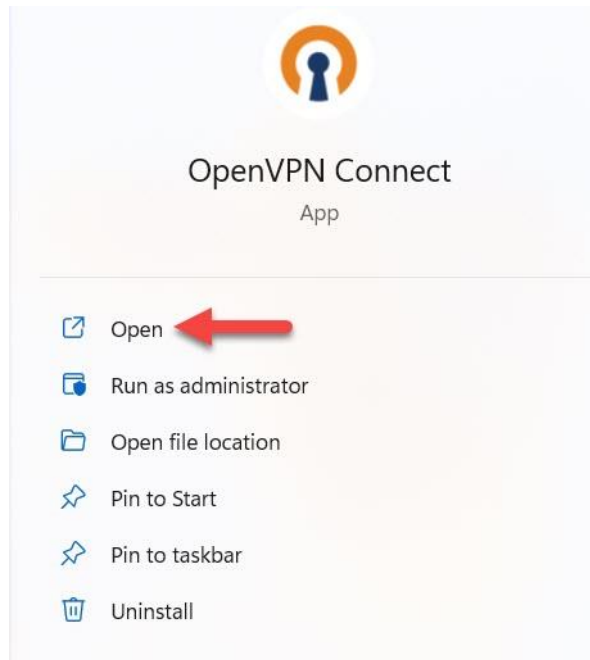 OpenVPN Connect
App
Open
Run as administrator
Open file location
Pin to Start
Pin to taskbar
Uninstall